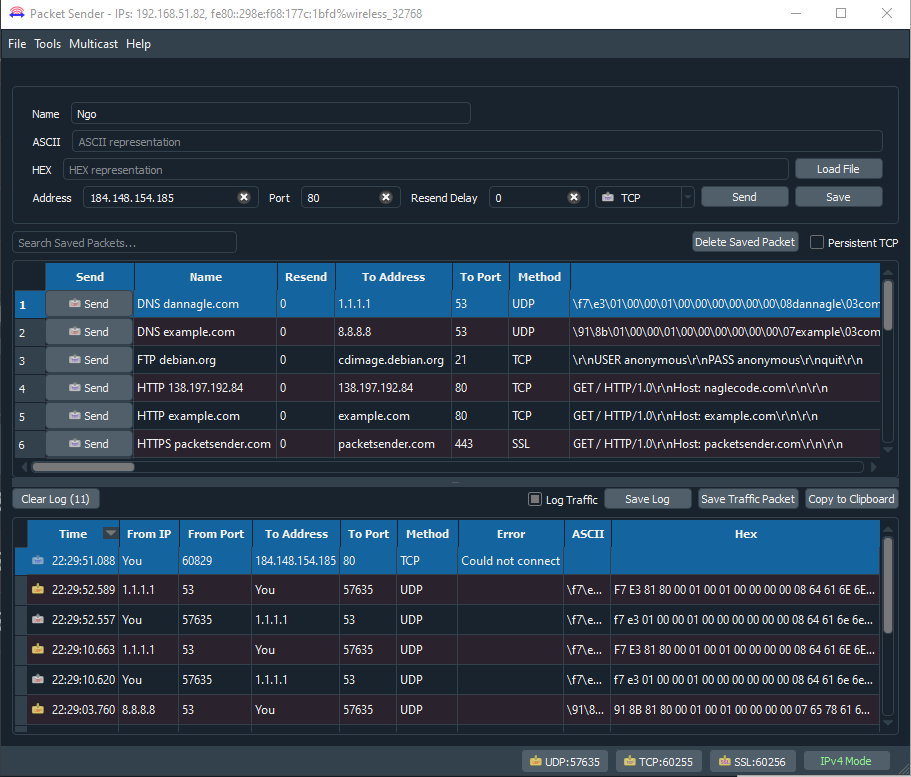 Packet Sender - IPs: 192.168.51.82, fe80::298e:f68:177c:1bfd%wireless_32768
File Tools Multicast Help
Name Ngo
ASCII ASCII representation
HEX HEX representation Load File
Address 184.148.154.185 Port 80 Resend Delay 0 TCP Send Save
Search Saved Packets... Delete Saved Packet Persistent TCP
Send Name Resend To Address To Port Method
1 Send DNS dannagle.com 0 1.1.1.1 53 UDP \f7\e3\01\00\00\01\00\00\00\00\00\00\08dannagle\03com
2 Send DNS example.com 0 8.8.8.8 53 UDP \91\8b\01\00\00\01\00\00\00\00\00\00\07example\03com
3 Send FTP debian.org 0 cdimage.debian.org 21 TCP \r\nUSER anonymous\r\nPASS anonymous\r\nquit\r\n
4 Send HTTP 138.197.192.84 0 138.197.192.84 80 TCP GET / HTTP/1.0\r\nHost: naglecode.com\r\n\r\n
5 Send HTTP example.com 0 example.com 80 TCP GET / HTTP/1.0\r\nHost: example.com\r\n\r\n
6 Send HTTPS packetsender.com 0 packetsender.com 443 SSL GET / HTTP/1.0\r\nHost: packetsender.com\r\n\r\n
Clear Log (11) Log Traffic Save Log Save Traffic Packet Copy to Clipboard
Time From IP From Port To Address To Port Method Error ASCII Hex
22:29:51.088 You 60829 184.148.154.185 80 TCP Could not connect
22:29:52.589 1.1.1.1 53 You 57635 UDP \f7\e... F7 E3 81 80 00 01 00 01 00 00 00 00 08 64 61 6E 6E...
22:29:52.557 You 57635 1.1.1.1 53 UDP \f7\e... f7 e3 01 00 00 01 00 00 00 00 00 00 08 64 61 6e 6e...
22:29:10.663 1.1.1.1 53 You 57635 UDP \f7\e... F7 E3 81 80 00 01 00 01 00 00 00 00 08 64 61 6E 6E...
22:29:10.620 You 57635 1.1.1.1 53 UDP \f7\e... f7 e3 01 00 00 01 00 00 00 00 00 00 08 64 61 6e 6e...
22:29:03.760 8.8.8.8 53 You 57635 UDP \91\8... 91 8B 81 80 00 01 00 01 00 00 00 00 07 65 78 61 6...
UDP:57635 TCP:60255 SSL:60256 IPv4 Mode